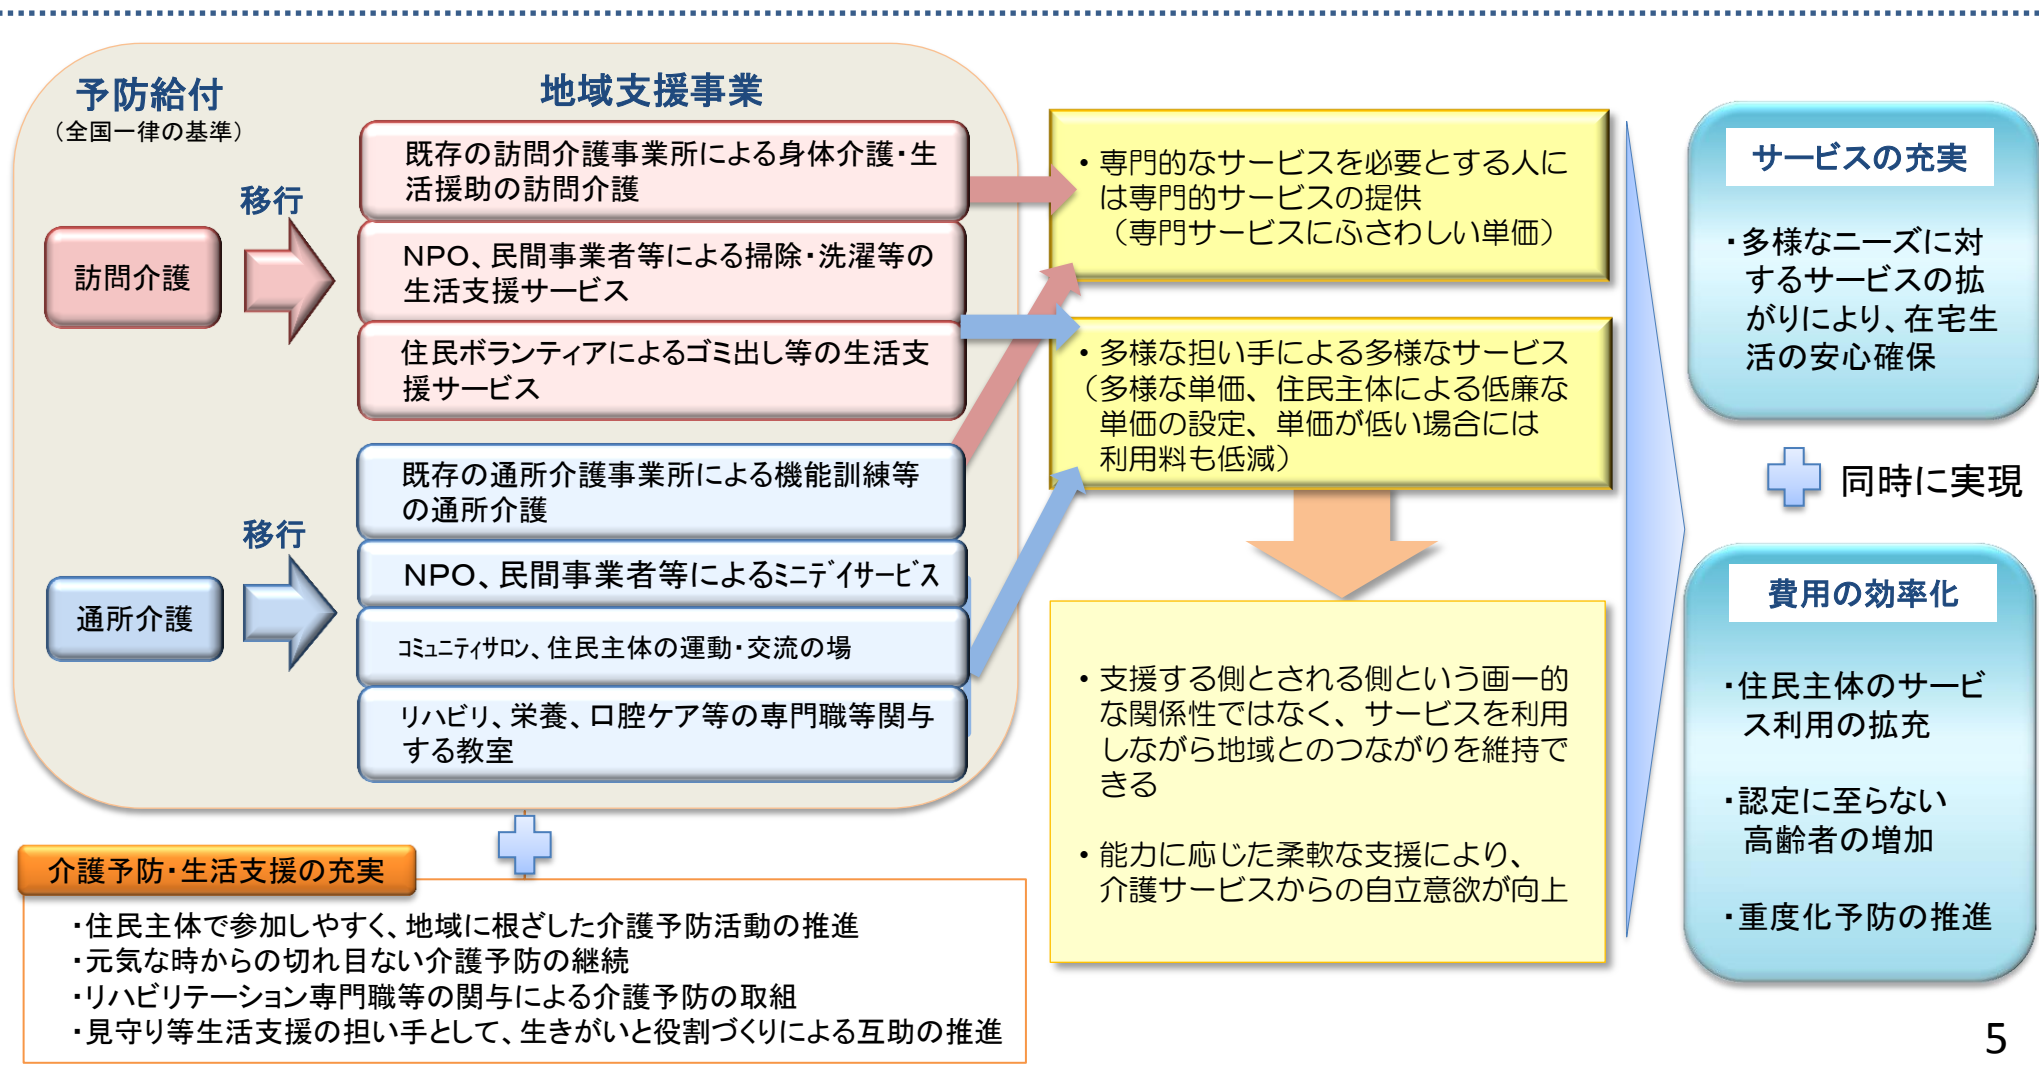 予防給付
（全国一律の基準）
地域支援事業
移行
訪問介護
既存の訪問介護事業所による身体介護・生
活援助の訪問介護
NPO、民間事業者等による掃除・洗濯等の
生活支援サービス
住民ボランティアによるゴミ出し等の生活支
援サービス
移行
通所介護
既存の通所介護事業所による機能訓練等
の通所介護
NPO、民間事業者等によるﾐﾆﾃﾞｲｻｰﾋﾞｽ
ｺﾐｭﾆﾃｨｻﾛﾝ、住民主体の運動・交流の場
リハビリ、栄養、口腔ケア等の専門職等関与
する教室
介護予防・生活支援の充実
・住民主体で参加しやすく、地域に根ざした介護予防活動の推進
・元気な時からの切れ目ない介護予防の継続
・リハビリテーション専門職等の関与による介護予防の取組
・見守り等生活支援の担い手として、生きがいと役割づくりによる互助の推進
・専門的なサービスを必要とする人に
は専門的サービスの提供
（専門サービスにふさわしい単価）
・多様な担い手による多様なサービス
（多様な単価、住民主体による低廉な
単価の設定、単価が低い場合には
利用料も低減）
・支援する側とされる側という画一的
な関係性ではなく、サービスを利用
しながら地域とのつながりを維持で
きる
・能力に応じた柔軟な支援により、
介護サービスからの自立意欲が向上
サービスの充実
・多様なニーズに対
するサービスの拡
がりにより、在宅生
活の安心確保
同時に実現
費用の効率化
・住民主体のサービ
ス利用の拡充
・認定に至らない
高齢者の増加
・重度化予防の推進
5